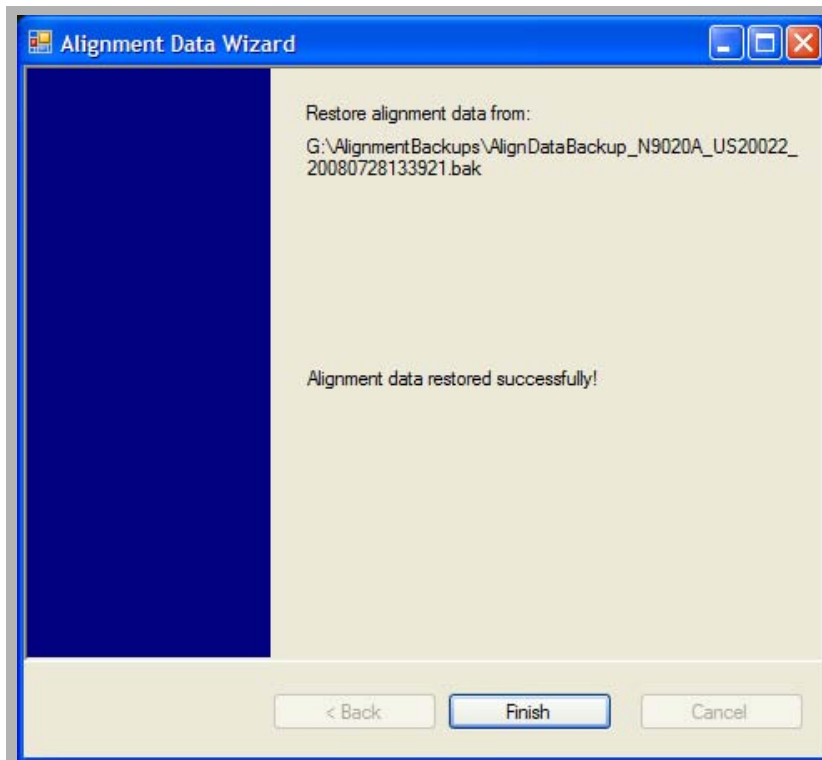 Alignment Data Wizard
Restore alignment data from:
G:\AlignmentBackups\AlignDataBackup_N9020A_US20022_
20080728133921.bak
Alignment data restored successfully!
< Back
Finish
Cancel